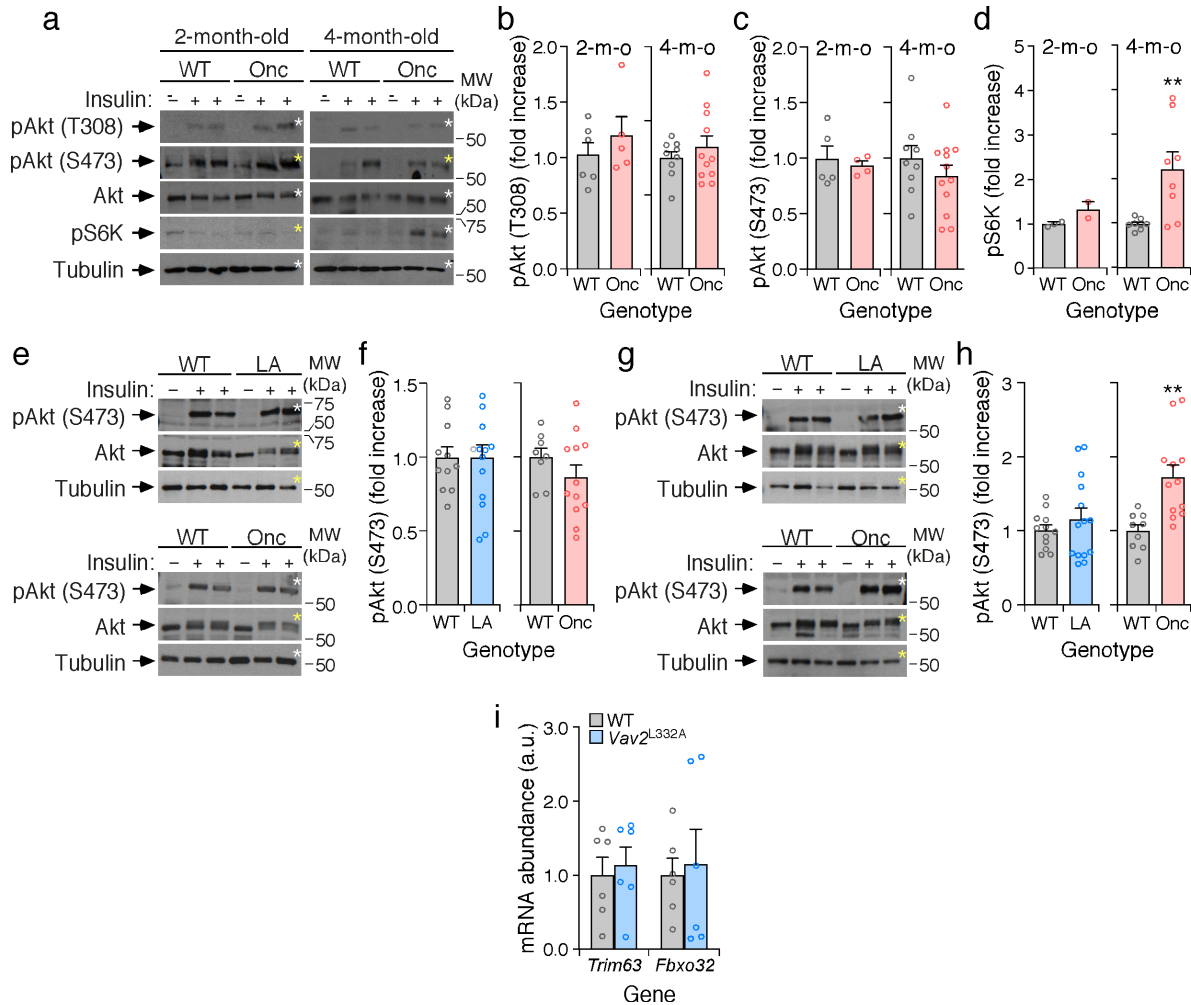 a
2-month-old 4-month-old
WT Onc WT Onc MW
Insulin: - + + - + + - + + - + + (kDa)
pAkt (T308) * * -50
pAkt (S473) * * -50
Akt * * -50
pS6K * * -75
Tubulin * * -50
b
2-m-o 4-m-o
pAkt (T308) (fold increase)
2.0
1.5
1.0
0.5
0.0
WT Onc WT Onc
Genotype
c
2-m-o 4-m-o
pAkt (S473) (fold increase)
2.0
1.5
1.0
0.5
0.0
WT Onc WT Onc
Genotype
d
2-m-o 4-m-o
**
pS6K (fold increase)
5
4
3
2
1
0
WT Onc WT Onc
Genotype
e
WT LA MW
Insulin: – + + – + + (kDa)
pAkt (S473) * -75
-50
Akt * -75
-50
Tubulin * -50
WT Onc MW
(kDa)
Insulin: – + + – + +
pAkt (S473) * -50
Akt * -50
Tubulin * -50
f
pAkt (S473) (fold increase)
1.5
1.0
0.5
0.0
WT LA WT Onc
Genotype
g
WT LA MW
Insulin: – + + – + + (kDa)
pAkt (S473) * -50
Akt * -50
Tubulin * -50
WT Onc MW
(kDa)
Insulin: – + + – + +
pAkt (S473) * -50
Akt * -50
Tubulin * -50
h
**
pAkt (S473) (fold increase)
3
2
1
0
WT LA WT Onc
Genotype
i
WT
Vav2L332A
mRNA abundance (a.u.)
4.0
3.0
2.0
1.0
0.0
Trim63 Fbxo32
Gene